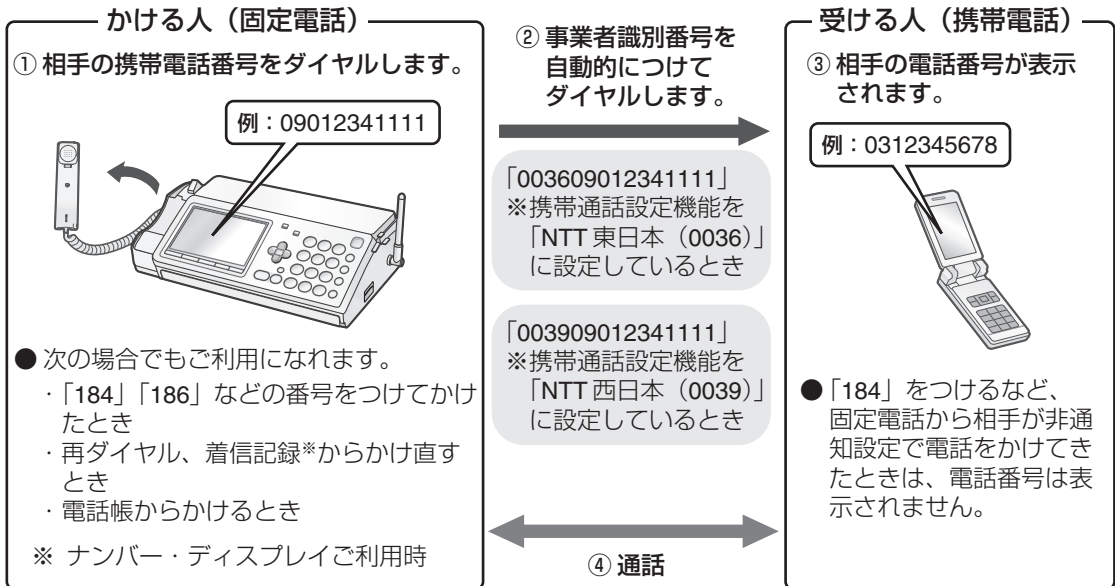 かける人（固定電話）
① 相手の携帯電話番号をダイヤルします。
例：09012341111
● 次の場合でもご利用になれます。
・「184」「186」などの番号をつけてかけ
たとき
・再ダイヤル、着信記録※からかけ直す
とき
・電話帳からかけるとき
※ ナンバー・ディスプレイご利用時
② 事業者識別番号を
自動的につけて
ダイヤルします。
「003609012341111」
※携帯通話設定機能を
「NTT 東日本（0036）」
に設定しているとき
「003909012341111」
※携帯通話設定機能を
「NTT 西日本（0039）」
に設定しているとき
④ 通話
受ける人（携帯電話）
③ 相手の電話番号が表示
されます。
例：0312345678
●「184」をつけるなど、
固定電話から相手が非通
知設定で電話をかけてき
たときは、電話番号は表
示されません。